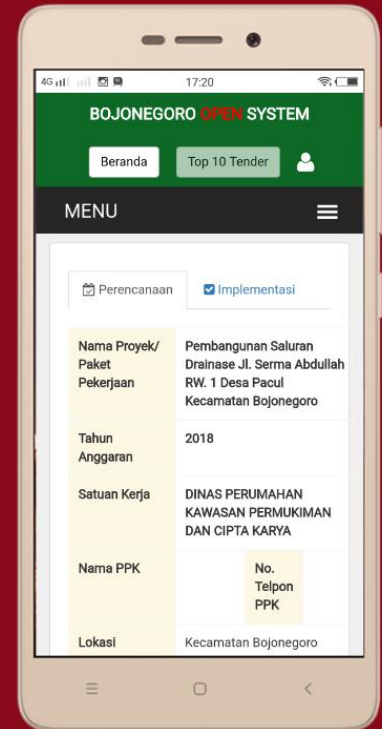 4G
17:20
BOJONEGORO OPEN SYSTEM
Beranda
Top 10 Tender
MENU
Perencanaan
Implementasi
Nama Proyek/
Paket
Pekerjaan
Pembangunan Saluran
Drainase Jl. Serma Abdullah
RW. 1 Desa Pacul
Kecamatan Bojonegoro
Tahun
Anggaran
2018
Satuan Kerja
DINAS PERUMAHAN
KAWASAN PERMUKIMAN
DAN CIPTA KARYA
Nama PPK
No.
Telpon
PPK
Lokasi
Kecamatan Bojonegoro